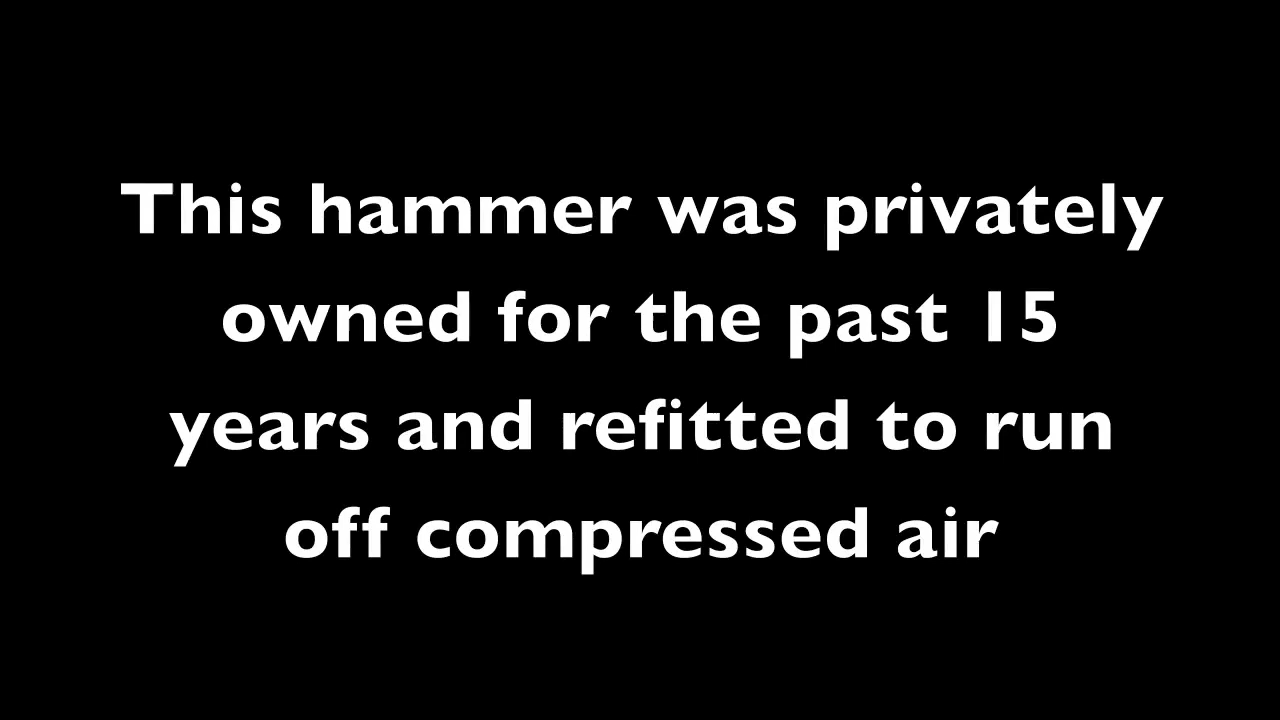 This hammer was privately
owned for the past 15
years and refitted to run
off compressed air